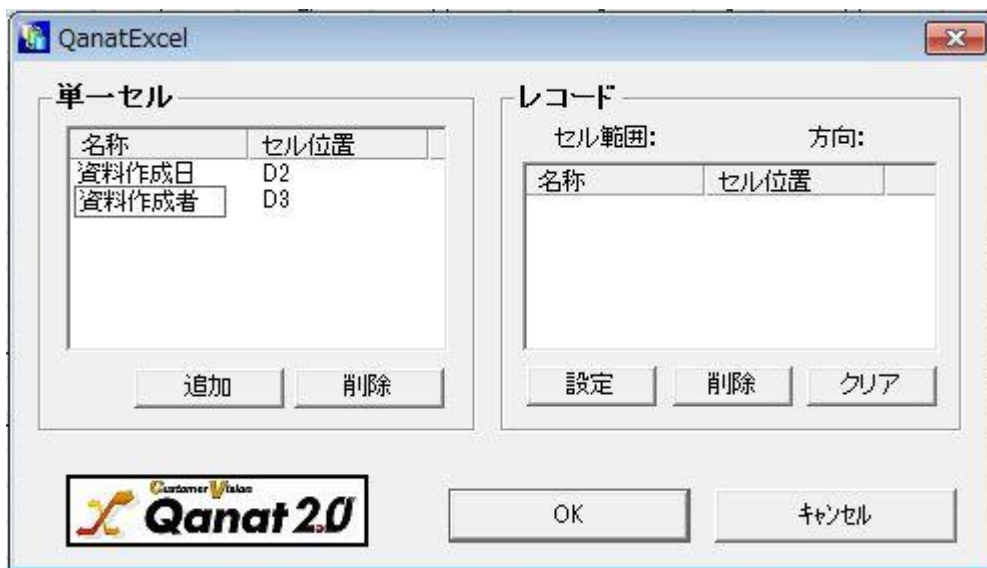 QanatExcel
単一セル
名称 セル位置
資料作成日 D2
資料作成者 D3
追加 削除
レコード
セル範囲: 方向:
名称 セル位置
設定 削除 クリア
Customer Vision
Qanat 2.0
OK キャンセル